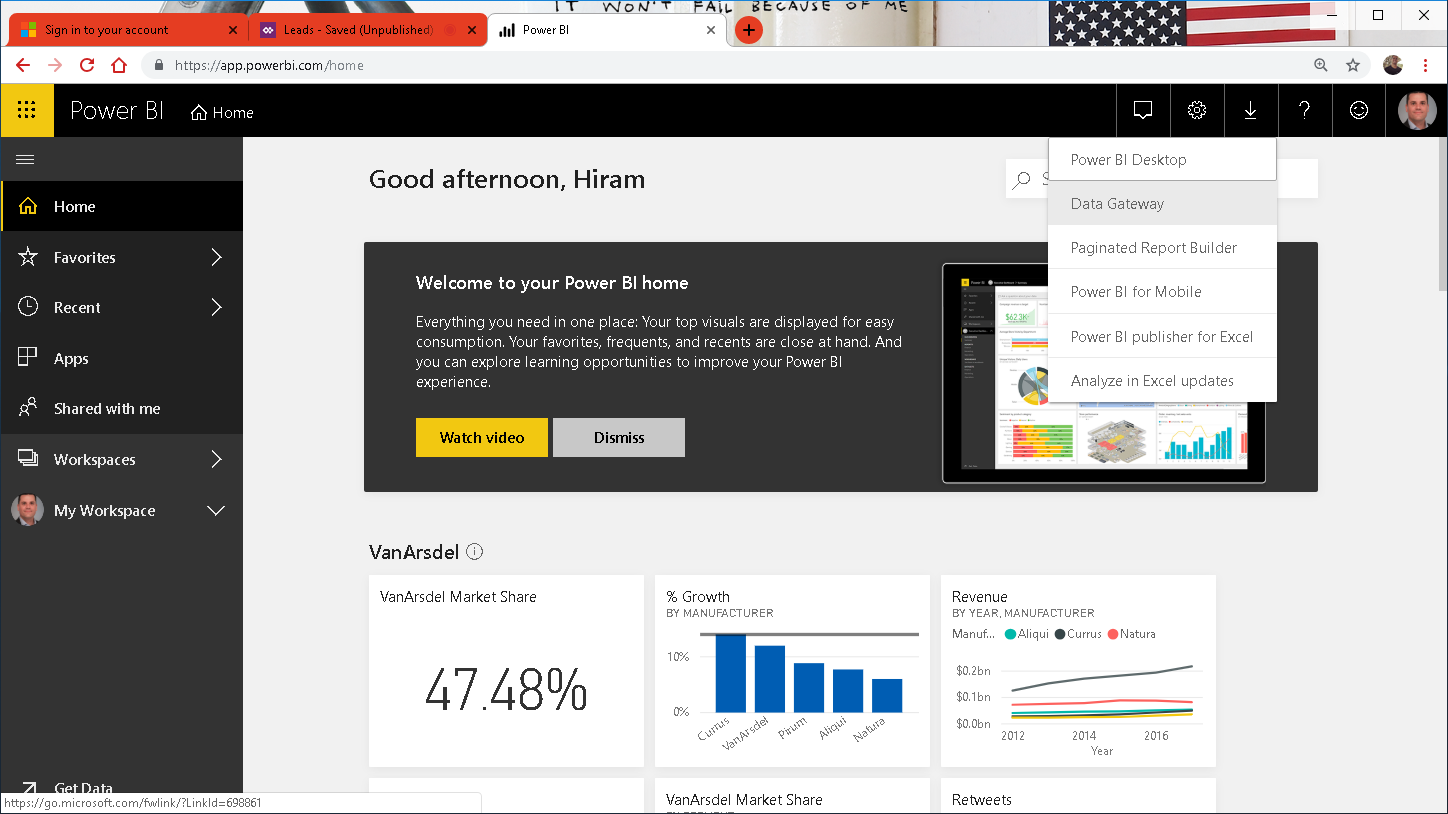 IT WON'T FAIL BECAUSE OF ME
Sign in to your account
Leads - Saved (Unpublished)
Power BI
https://app.powerbi.com/home
Power BI
Home
Power BI Desktop
Data Gateway
Paginated Report Builder
Power BI for Mobile
Power BI publisher for Excel
Analyze in Excel updates
Home
Favorites
Recent
Apps
Shared with me
Workspaces
My Workspace
Get Data
https://go.microsoft.com/fwlink/?LinkId=698861
Good afternoon, Hiram
Welcome to your Power BI home
Everything you need in one place: Your top visuals are displayed for easy
consumption. Your favorites, frequents, and recents are close at hand. And
you can explore learning opportunities to improve your Power BI
experience.
Watch video
Dismiss
VanArsdel
VanArsdel Market Share
47.48%
% Growth
BY MANUFACTURER
10%
0%
Currus
VanArsdel
Pirum
Aliqui
Natura
Revenue
BY YEAR, MANUFACTURER
Manuf... Aliqui Currus Natura
$0.2bn
$0.1bn
$0.0bn
2012 2014 2016
Year
VanArsdel Market Share
Retweets